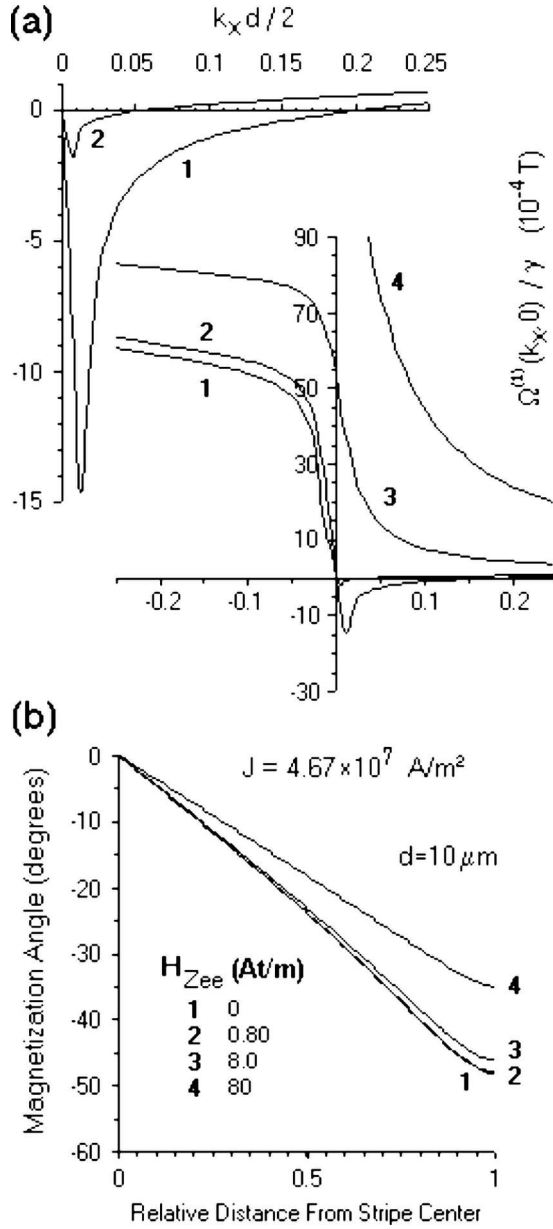 (a)
k_x d / 2
0 0.05 0.1 0.15 0.2 0.25
0
-5
-10
-15
2
1
2
1
90
70
50
30
10
-10
-30
4
3
-0.2 -0.1 0 0.1 0.2
Ω^(1)(k_x,0) / γ (10^-4 T)
(b)
J = 4.67×10^7 A/m²
d=10 μm
Magnetization Angle (degrees)
0
-10
-20
-30
-40
-50
-60
H_Zee (At/m)
1 0
2 0.80
3 8.0
4 80
4
3
1 2
0 0.5 1
Relative Distance From Stripe Center